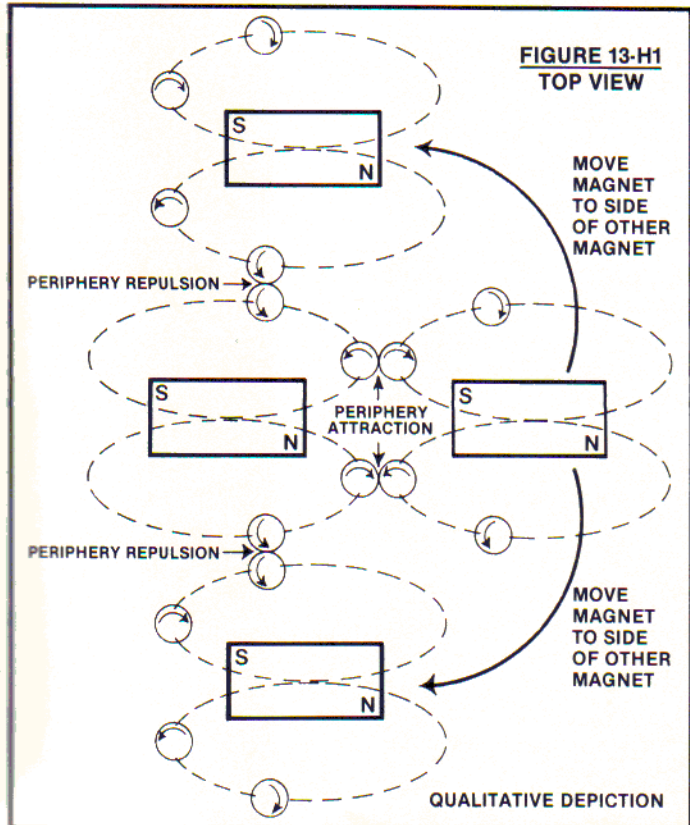 FIGURE 13-H1
TOP VIEW
S
N
MOVE
MAGNET
TO SIDE
OF OTHER
MAGNET
PERIPHERY REPULSION
S
N
PERIPHERY
ATTRACTION
S
N
PERIPHERY REPULSION
MOVE
MAGNET
TO SIDE
OF OTHER
MAGNET
S
N
QUALITATIVE DEPICTION